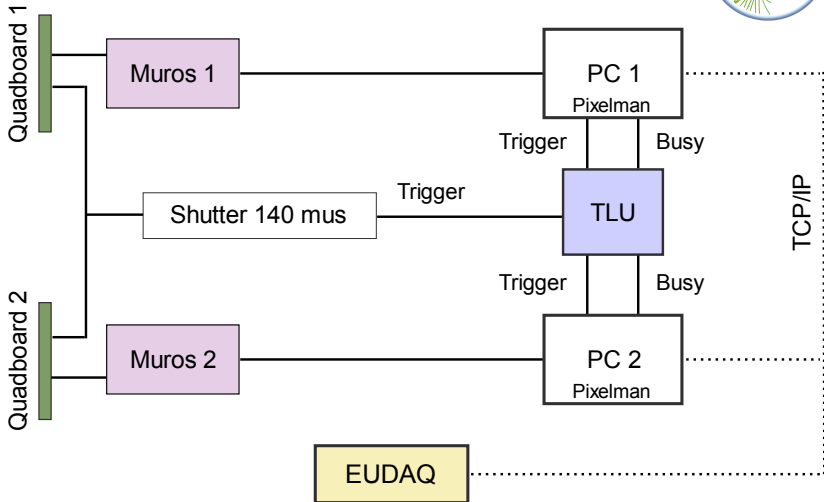 Quadboard 1
Muros 1
PC 1
Pixelman
Trigger
Busy
Shutter 140 mus
Trigger
TLU
TCP/IP
Trigger
Busy
Quadboard 2
Muros 2
PC 2
Pixelman
EUDAQ